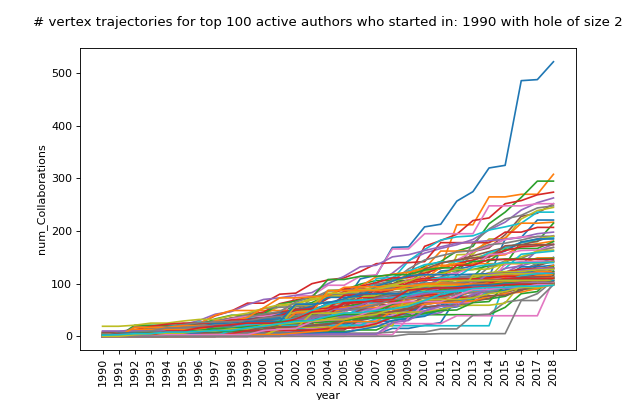 # vertex trajectories for top 100 active authors who started in: 1990 with hole of size 2
500
400
300
200
100
0
num_Collaborations
1990 1991 1992 1993 1994 1995 1996 1997 1998 1999 2000 2001 2002 2003 2004 2005 2006 2007 2008 2009 2010 2011 2012 2013 2014 2015 2016 2017 2018
year